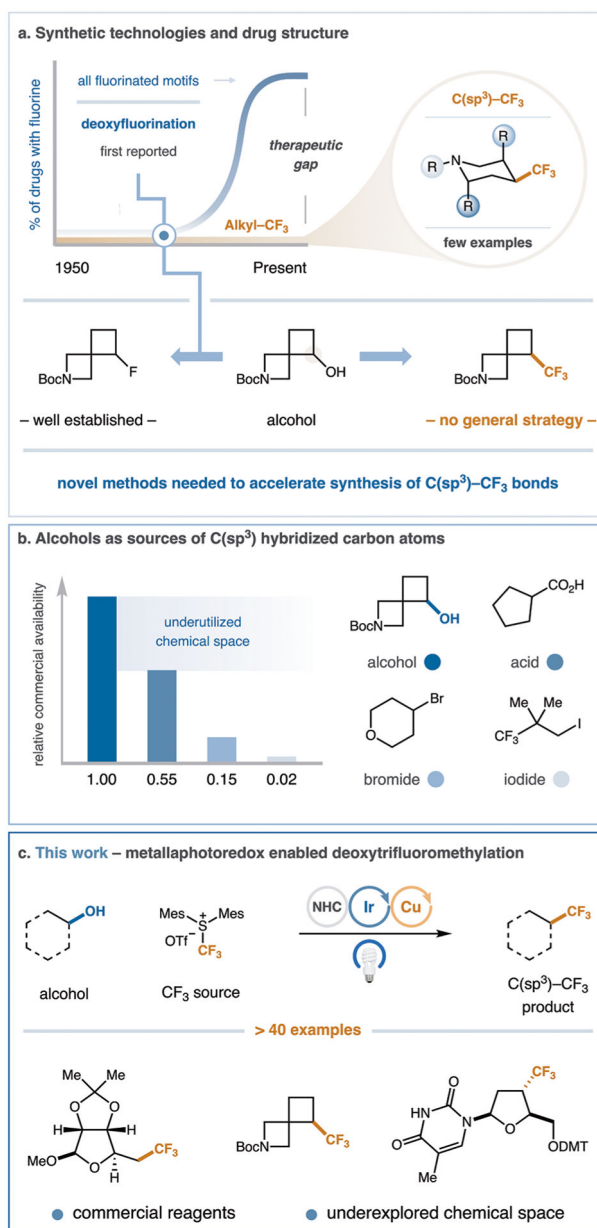 a. Synthetic technologies and drug structure
% of drugs with fluorine
all fluorinated motifs
deoxyfluorination
first reported
therapeutic
gap
Alkyl–CF3
1950
Present
C(sp3)–CF3
R
N
R
CF3
R
few examples
BocN
F
BocN
OH
BocN
CF3
– well established –
alcohol
– no general strategy –
novel methods needed to accelerate synthesis of C(sp3)–CF3 bonds
b. Alcohols as sources of C(sp3) hybridized carbon atoms
relative commercial availability
underutilized
chemical space
1.00
0.55
0.15
0.02
BocN
OH
CO2H
alcohol
acid
Br
O
Me
Me
I
F3C
bromide
iodide
c. This work – metallaphotoredox enabled deoxytrifluoromethylation
OH
alcohol
Mes
S+
Mes
OTf–
CF3
CF3 source
NHC
Ir
Cu
CF3
C(sp3)–CF3
product
> 40 examples
Me
Me
O
O
H
H
MeO
O
H
CF3
BocN
CF3
O
HN
O
N
Me
CF3
O
ODMT
commercial reagents
underexplored chemical space